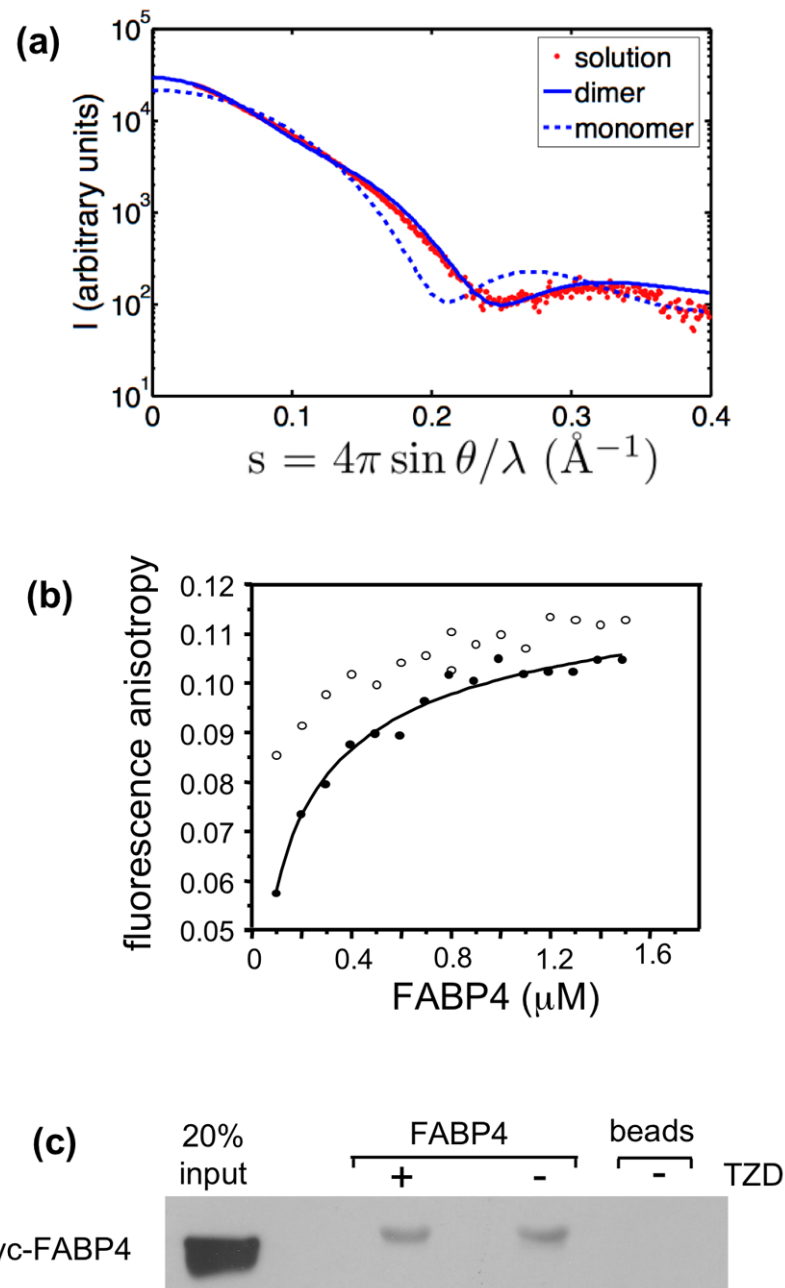 (a)
10^5
10^4
10^3
10^2
10^1
I (arbitrary units)
solution
dimer
monomer
0 0.1 0.2 0.3 0.4
s = 4π sin θ/λ (Å⁻¹)
(b)
0.12
0.11
0.10
0.09
0.08
0.07
0.06
0.05
fluorescence anisotropy
0 0.4 0.8 1.2 1.6
FABP4 (μM)
(c)
20% FABP4 beads
input + - - TZD
yc-FABP4